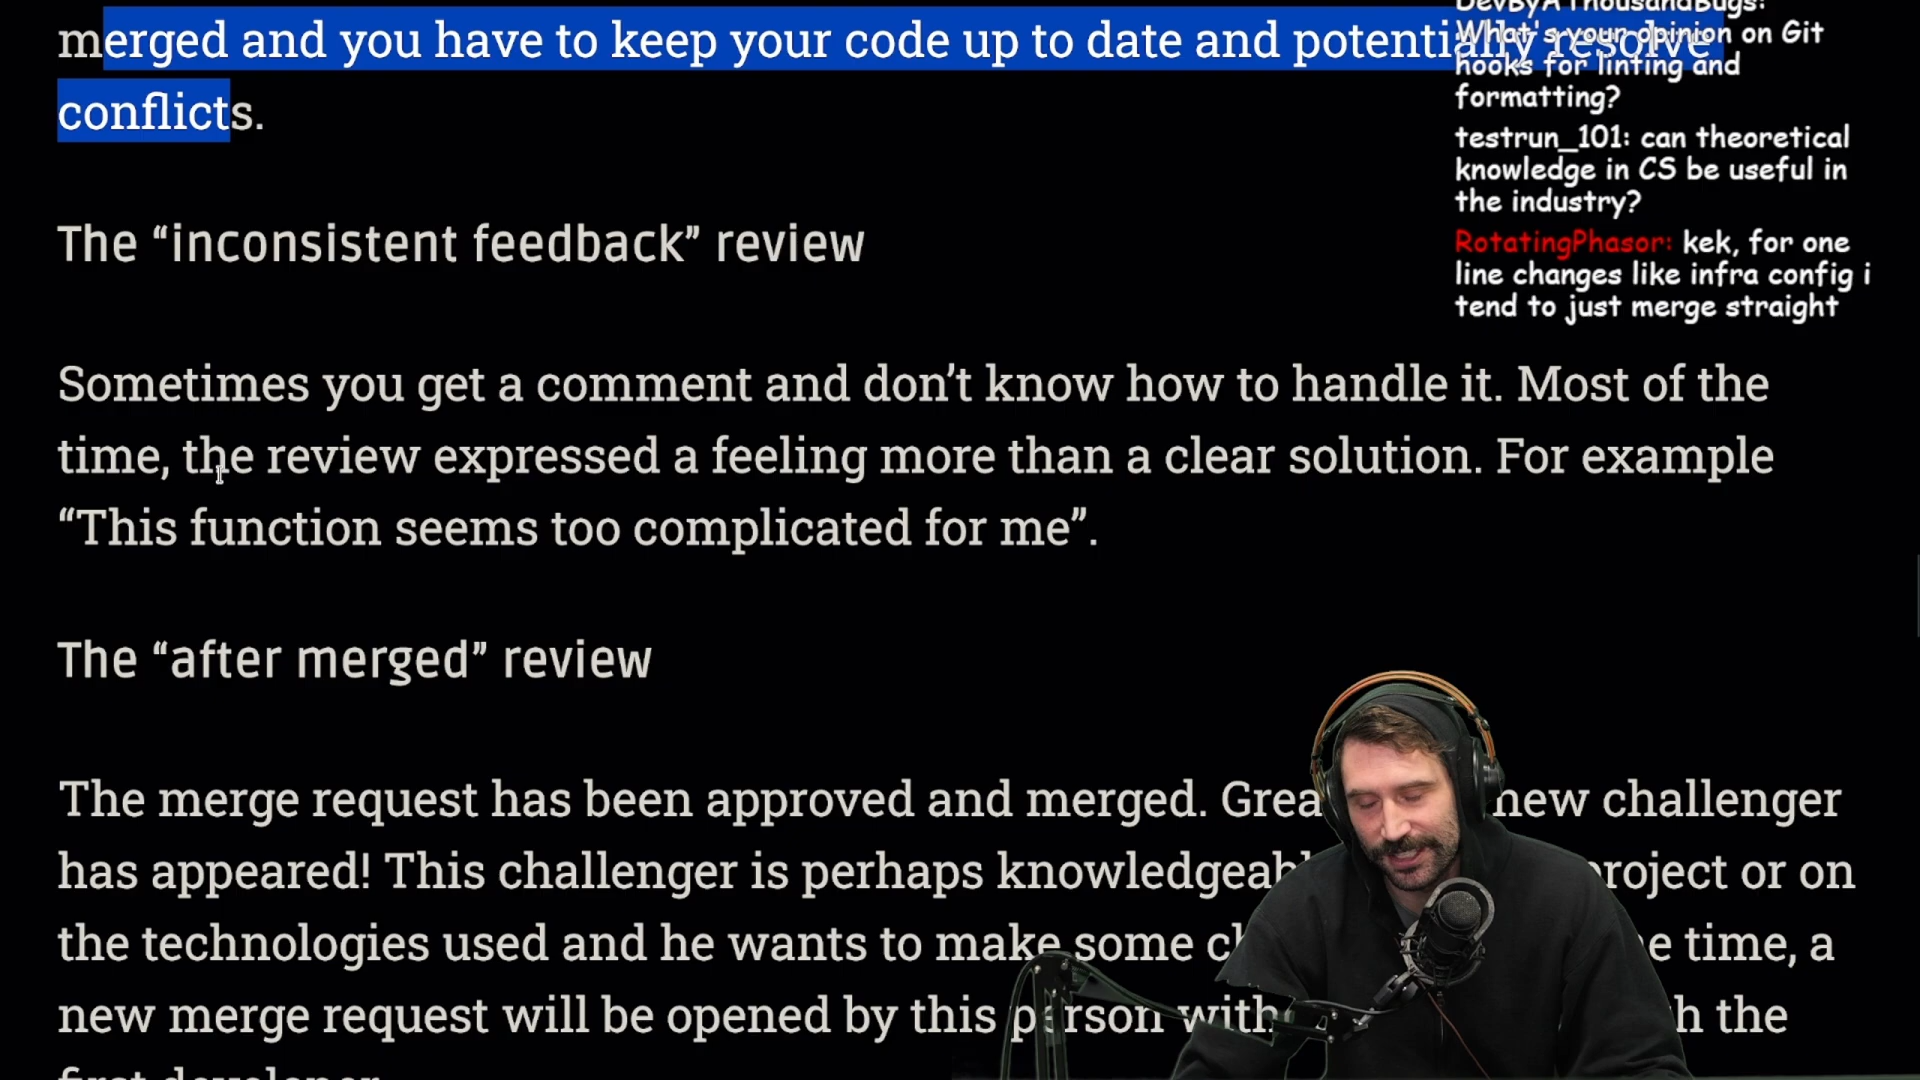 merged and you have to keep your code up to date and potentially resolve
conflicts.
The “inconsistent feedback” review
Sometimes you get a comment and don’t know how to handle it. Most of the
time, the review expressed a feeling more than a clear solution. For example
“This function seems too complicated for me”.
The “after merged” review
The merge request has been approved and merged. new challenger
has appeared! This challenger is perhaps project or on
the technologies used and he wants to make some time, a
new merge request will be opened by this person with the
first developer.
DevByAThousandBugs:
What's your opinion on Git
hooks for linting and
formatting?
testrun_101: can theoretical
knowledge in CS be useful in
the industry?
RotatingPhasor: kek, for one
line changes like infra config i
tend to just merge straight